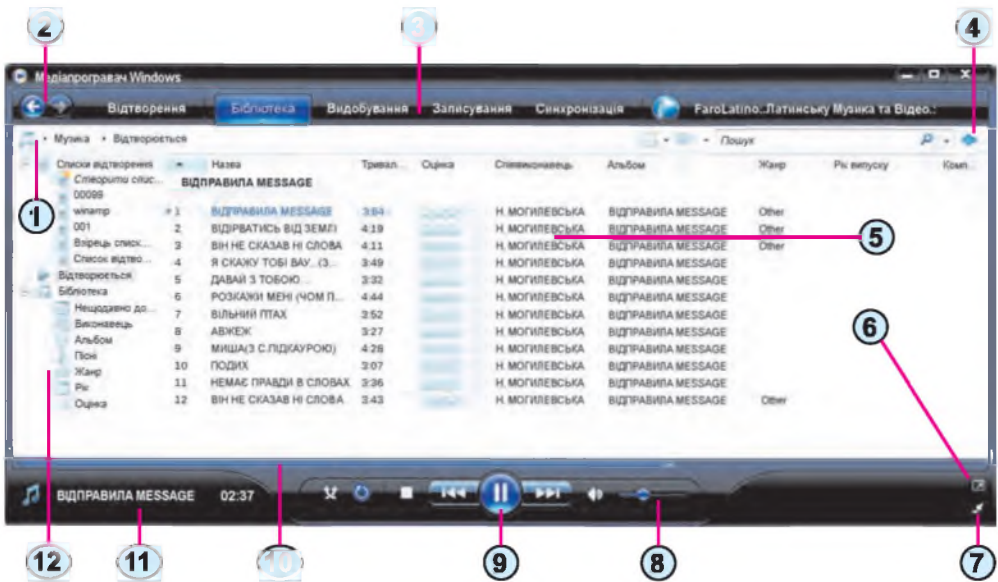 2
3
4
Медіапрогравач Windows
Відтворення Бібліотека Видобування Записування Синхронізація FaroLatino..Латинську Музика та Відео.:
Музика Відтворюється Пошук
Списки відтворення Назва Тривал... Оцінка Співвиконавець Альбом Жанр Рік випуску Комп...
Створити спис... ВІДПРАВИЛА MESSAGE
00099
1
winamp 1 ВІДПРАВИЛА MESSAGE 3:54 Н. МОГИЛЕВСЬКА ВІДПРАВИЛА MESSAGE Other
001 2 ВІДІРВАТИСЬ ВІД ЗЕМЛІ 4:19 Н. МОГИЛЕВСЬКА ВІДПРАВИЛА MESSAGE Other
5
Взірець списк... 3 ВІН НЕ СКАЗАВ НІ СЛОВА 4:11 Н. МОГИЛЕВСЬКА ВІДПРАВИЛА MESSAGE Other
Список відтво... 4 Я СКАЖУ ТОБІ ВАУ...(З... 3:49 Н. МОГИЛЕВСЬКА ВІДПРАВИЛА MESSAGE
Відтворюється 5 ДАВАЙ З ТОБОЮ... 3:32 Н. МОГИЛЕВСЬКА ВІДПРАВИЛА MESSAGE
Бібліотека 6 РОЗКАЖИ МЕНІ (ЧОМ П... 4:44 Н. МОГИЛЕВСЬКА ВІДПРАВИЛА MESSAGE
Нещодавно до... 7 ВІЛЬНИЙ ПТАХ 3:52 Н. МОГИЛЕВСЬКА ВІДПРАВИЛА MESSAGE
6
Виконавець 8 АВЖЕЖ 3:27 Н. МОГИЛЕВСЬКА ВІДПРАВИЛА MESSAGE
Альбом 9 МИША(З С.ПІДКАУРОЮ) 4:26 Н. МОГИЛЕВСЬКА ВІДПРАВИЛА MESSAGE
Пісні 10 ПОДИХ 3:07 Н. МОГИЛЕВСЬКА ВІДПРАВИЛА MESSAGE
Жанр 11 НЕМАЄ ПРАВДИ В СЛОВАХ 3:36 Н. МОГИЛЕВСЬКА ВІДПРАВИЛА MESSAGE
Рік 12 ВІН НЕ СКАЗАВ НІ СЛОВА 3:43 Н. МОГИЛЕВСЬКА ВІДПРАВИЛА MESSAGE Other
Оцінка
ВІДПРАВИЛА MESSAGE 02:37
12
11
10
9
8
7